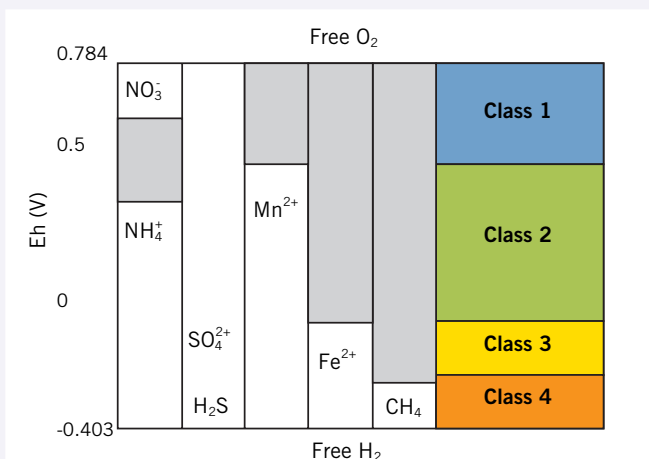 Free O₂
0.784
NO₃⁻
Class 1
0.5
Eh (V)
Mn²⁺
NH₄⁺
Class 2
0
SO₄²⁺
Class 3
Fe²⁺
H₂S
CH₄
Class 4
-0.403
Free H₂